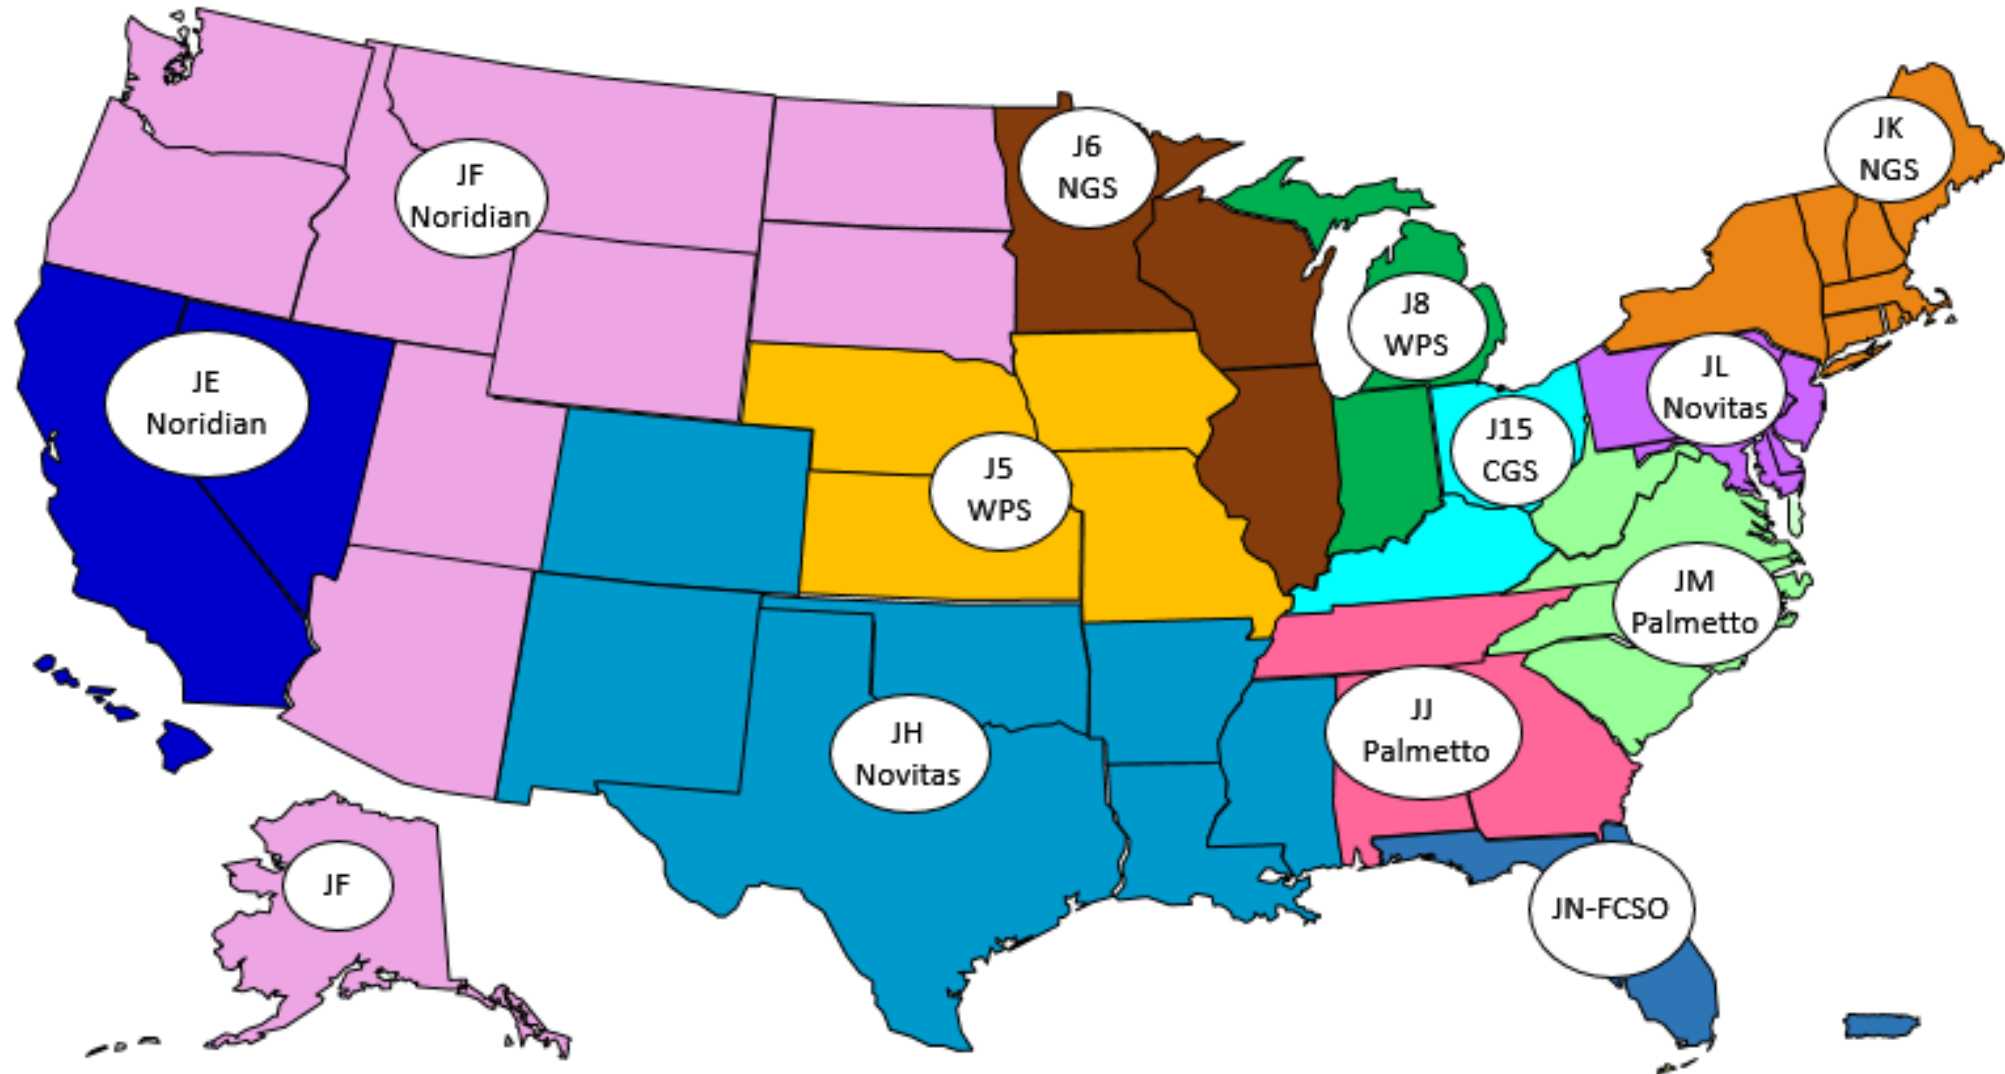 JK
NGS
J6
NGS
JF
Noridian
J8
WPS
JE
Noridian
JL
Novitas
J15
CGS
J5
WPS
JM
Palmetto
JH
Novitas
JJ
Palmetto
JF
JN-FCSO